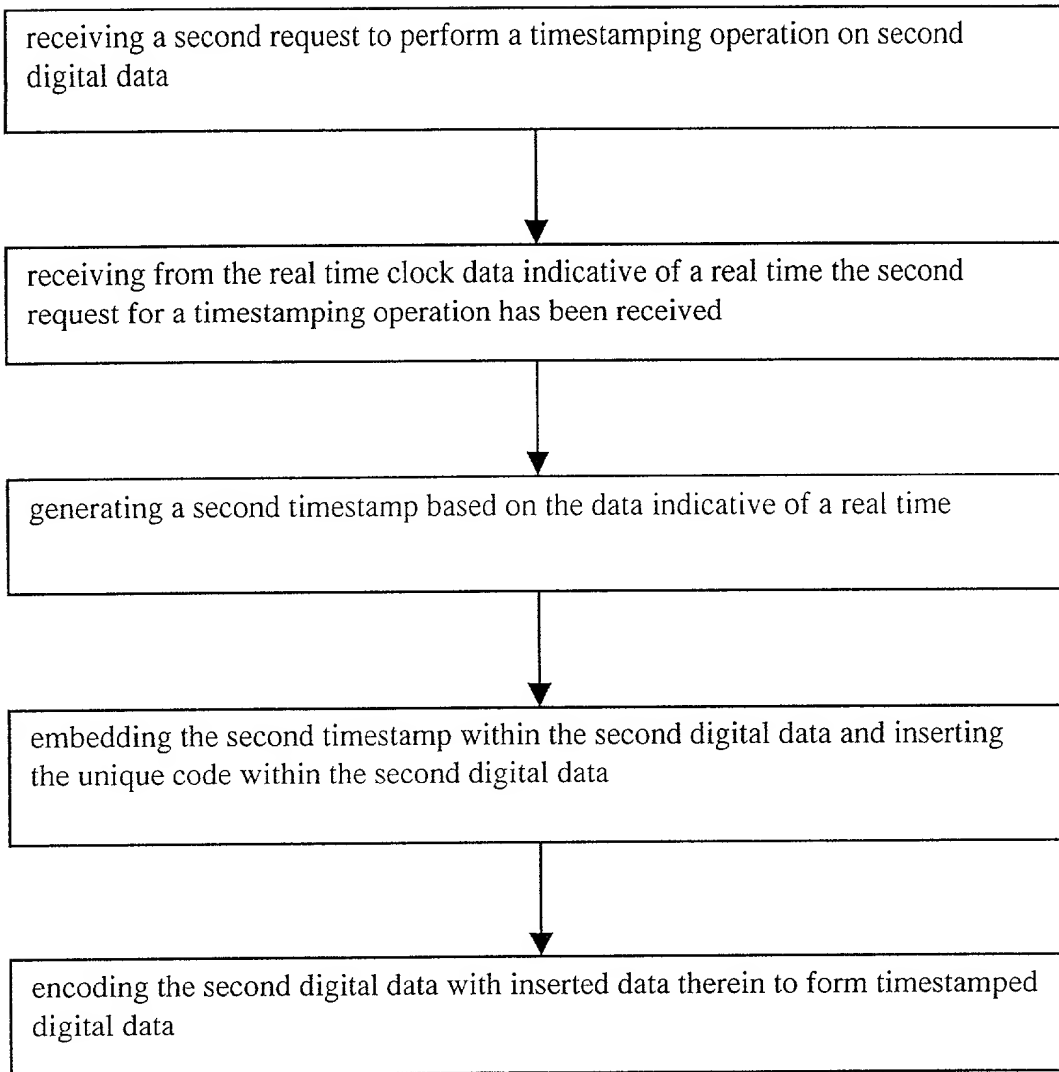 receiving a second request to perform a timestamping operation on second
digital data
receiving from the real time clock data indicative of a real time the second
request for a timestamping operation has been received
generating a second timestamp based on the data indicative of a real time
embedding the second timestamp within the second digital data and inserting
the unique code within the second digital data
encoding the second digital data with inserted data therein to form timestamped
digital data